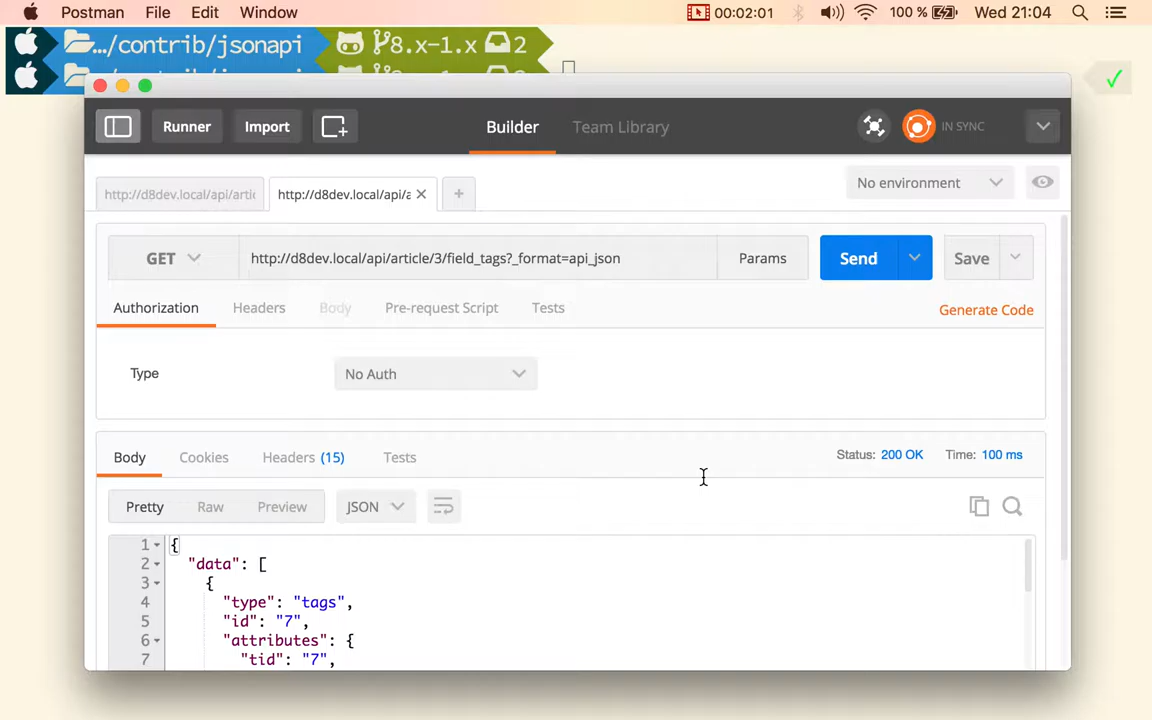 Postman File Edit Window 00:02:01 100 % Wed 21:04
.../contrib/jsonapi 8.x-1.x 2
Runner Import Builder Team Library IN SYNC
http://d8dev.local/api/artic http://d8dev.local/api/a No environment
GET http://d8dev.local/api/article/3/field_tags?_format=api_json Params Send Save
Authorization Headers Body Pre-request Script Tests Generate Code
Type No Auth
Body Cookies Headers (15) Tests Status: 200 OK Time: 100 ms
Pretty Raw Preview JSON
1 {
2 "data": [
3 {
4 "type": "tags",
5 "id": "7",
6 "attributes": {
7 "tid": "7",